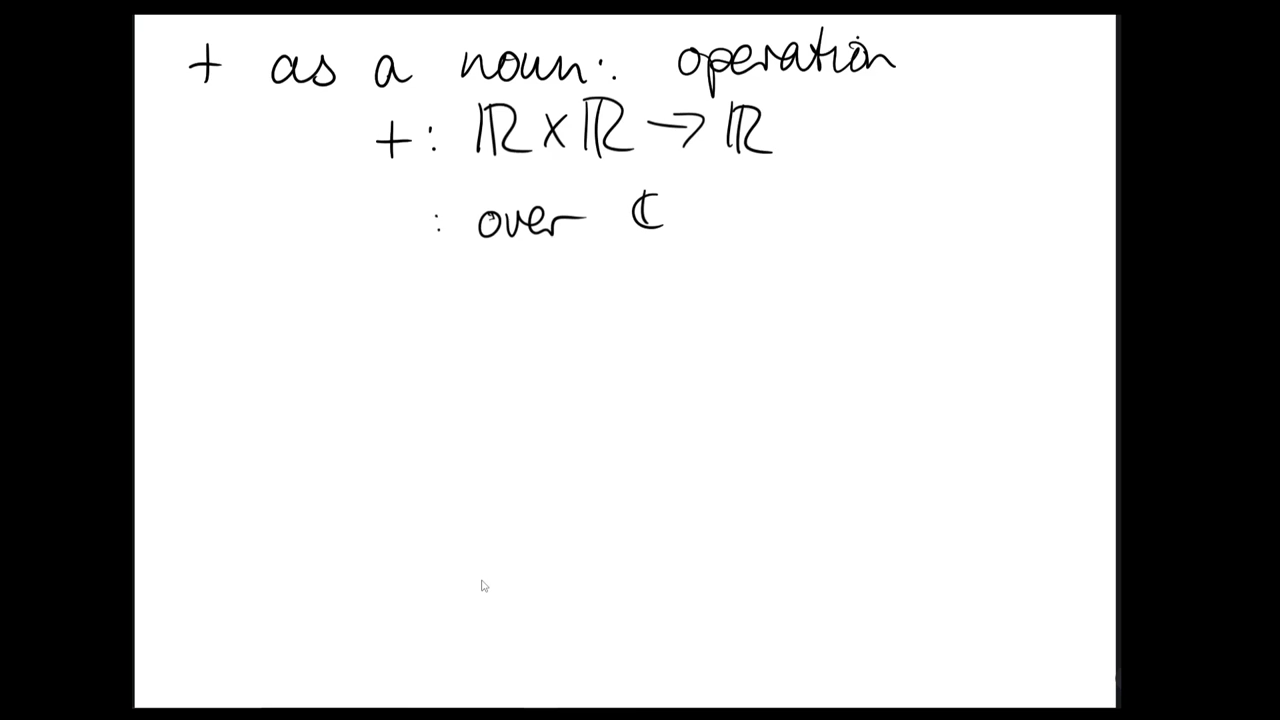 + as a noun: operation
+: ℝ×ℝ → ℝ
: over ℂ